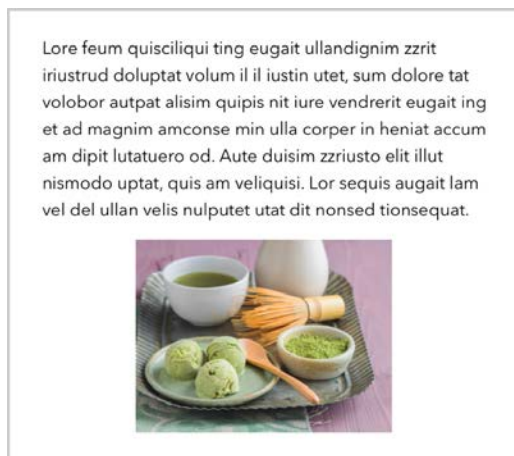 Lore feum quisciliqui ting eugait ullandignim zzrit
iriustrud doluptat volum il il iustin utet, sum dolore tat
volobor autpat alisim quipis nit iure vendrerit eugait ing
et ad magnim amconse min ulla corper in heniat accum
am dipit lutatuero od. Aute duisim zzriusto elit illut
nismodo uptat, quis am veliquisi. Lor sequis augait lam
vel del ullan velis nulputet utat dit nonsed tionsequat.